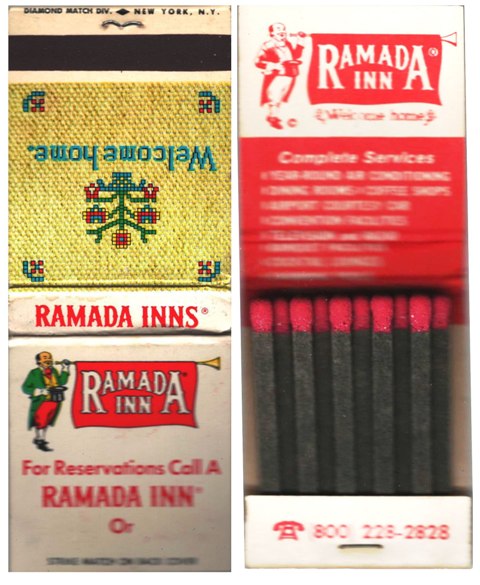 DIAMOND MATCH DIV. NEW YORK, N.Y.
Welcome home.
RAMADA INNS®
RAMADA
INN
For Reservations Call A
RAMADA INN®
Or
STRIKE MATCH ON BACK COVER
RAMADA®
INN
Welcome home
©
Complete Services
YEAR-ROUND AIR CONDITIONING
DINING ROOMS / COFFEE SHOPS
AIRPORT COURTESY CAR
CONVENTION FACILITIES
TELEVISION AND RADIO
(800) 228-2828